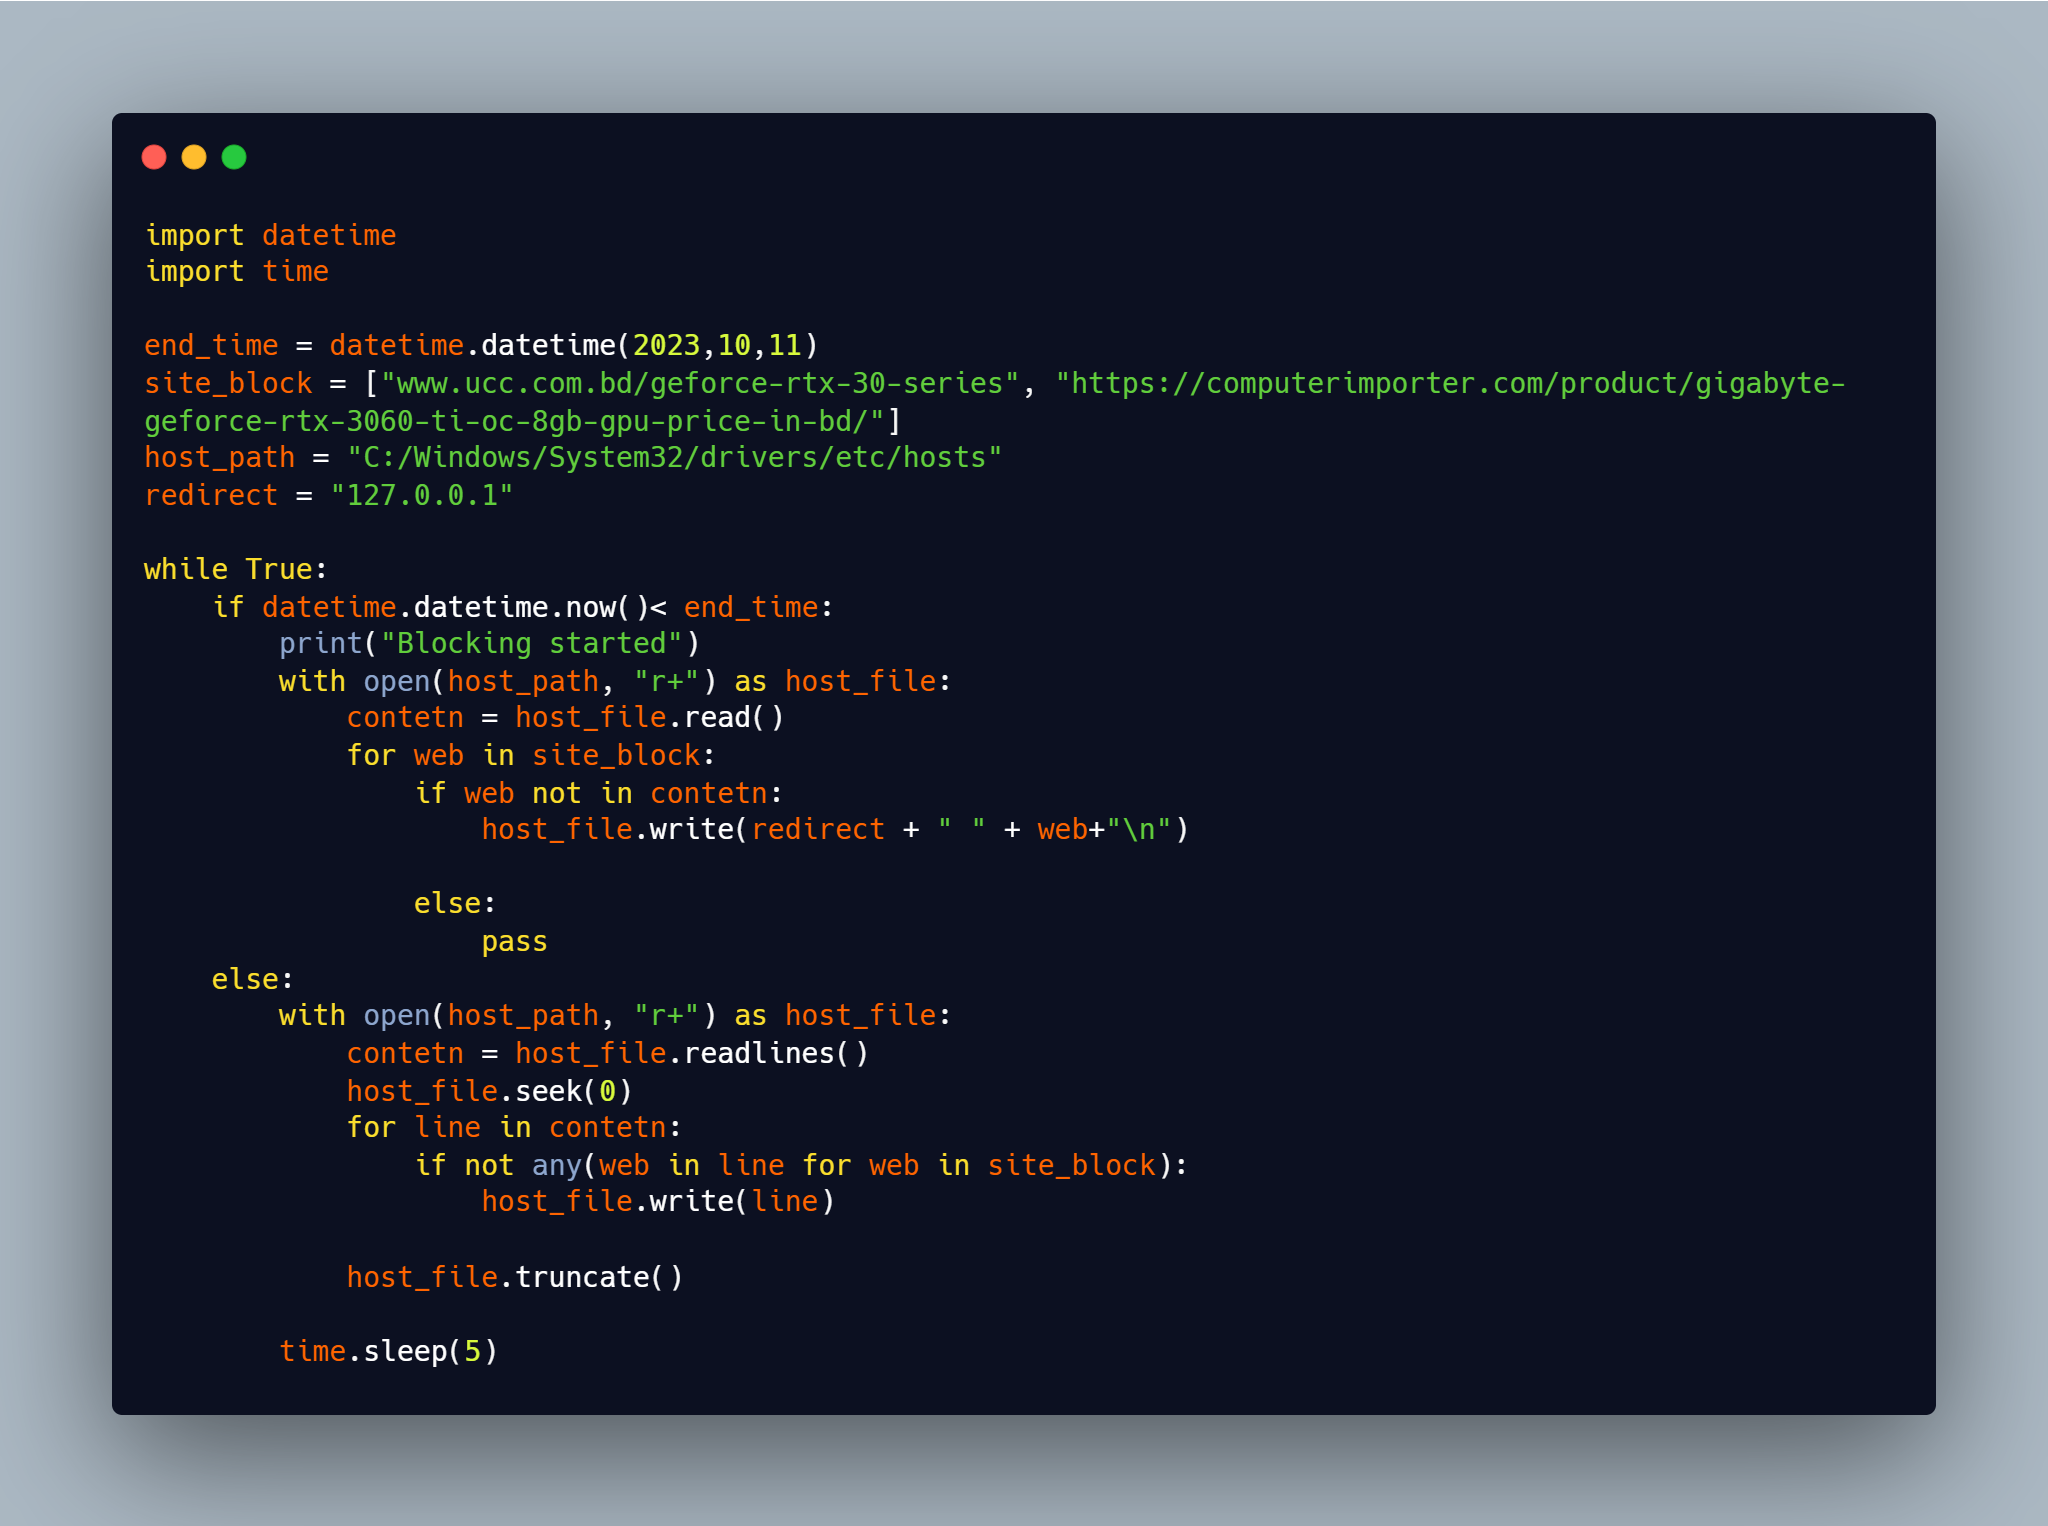 import datetime
import time

end_time = datetime.datetime(2023,10,11)
site_block = ["www.ucc.com.bd/geforce-rtx-30-series", "https://computerimporter.com/product/gigabyte-
geforce-rtx-3060-ti-oc-8gb-gpu-price-in-bd/"]
host_path = "C:/Windows/System32/drivers/etc/hosts"
redirect = "127.0.0.1"

while True:
    if datetime.datetime.now()< end_time:
        print("Blocking started")
        with open(host_path, "r+") as host_file:
            contetn = host_file.read()
            for web in site_block:
                if web not in contetn:
                    host_file.write(redirect + " " + web+"\n")

                else:
                    pass
    else:
        with open(host_path, "r+") as host_file:
            contetn = host_file.readlines()
            host_file.seek(0)
            for line in contetn:
                if not any(web in line for web in site_block):
                    host_file.write(line)

            host_file.truncate()

        time.sleep(5)